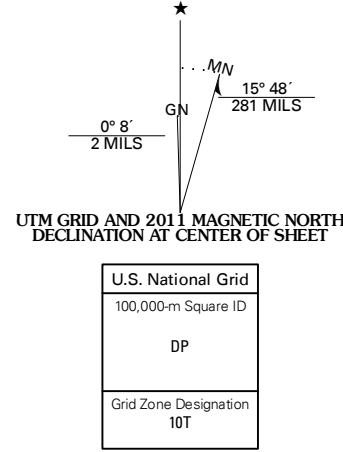 MN
GN
0° 8´
2 MILS
15° 48´
281 MILS
UTM GRID AND 2011 MAGNETIC NORTH
DECLINATION AT CENTER OF SHEET
U.S. National Grid
100,000-m Square ID
DP
Grid Zone Designation
10T